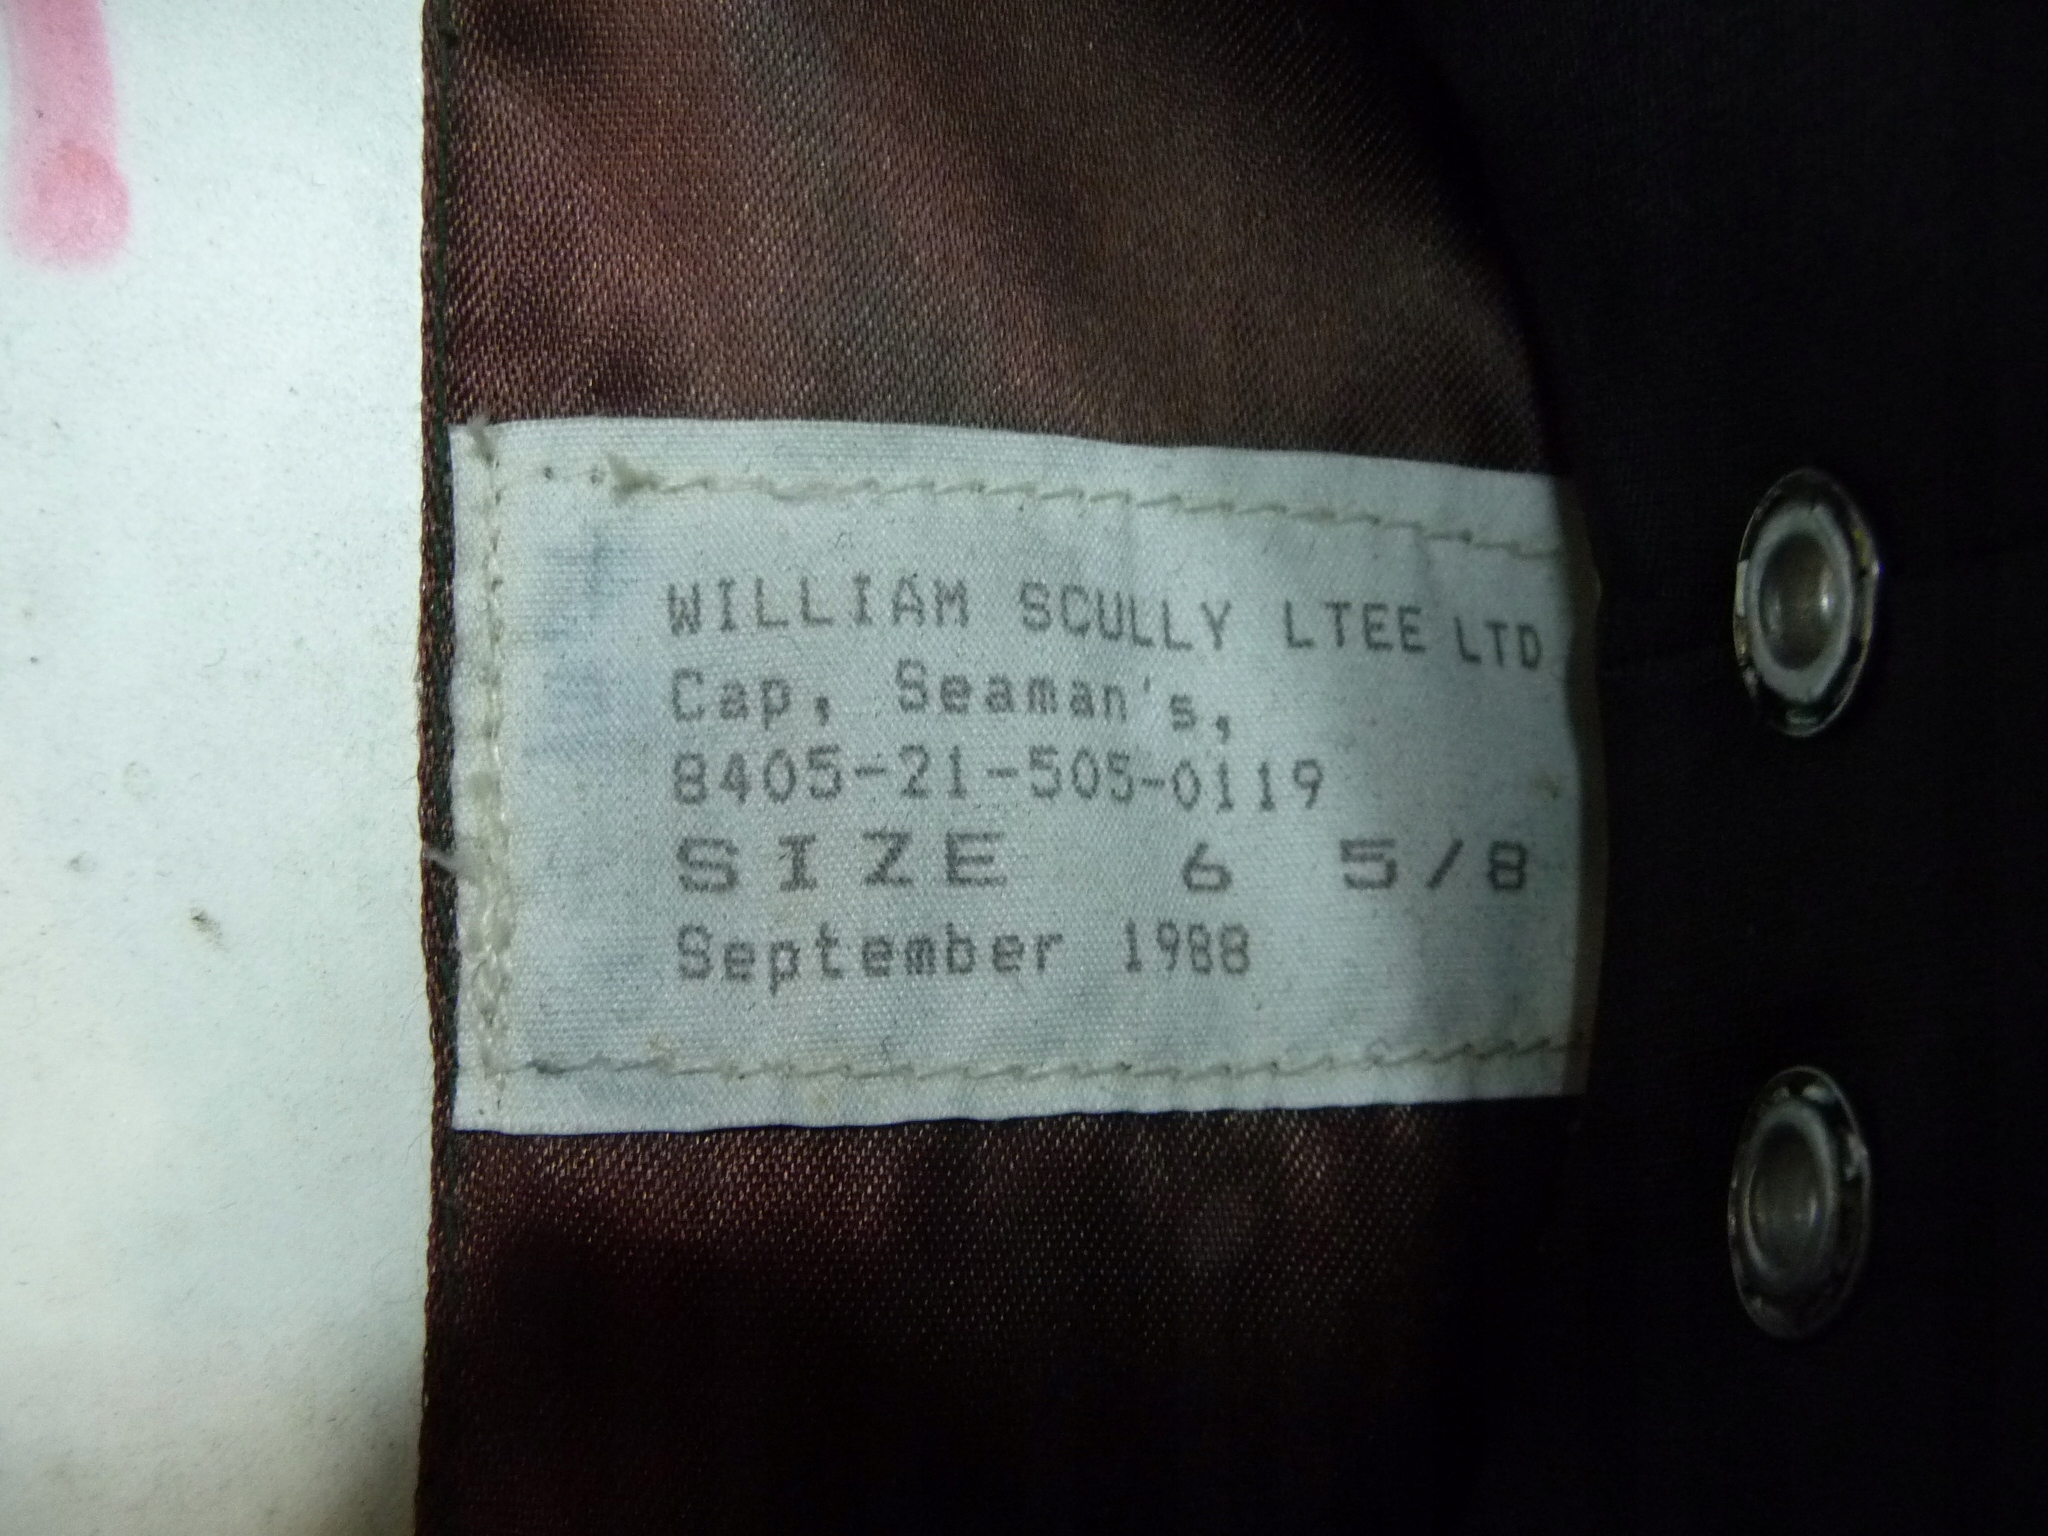 WILLIAM SCULLY LTEE LTD
Cap, Seaman's,
8405-21-505-0119
SIZE 6 5/8
September 1988